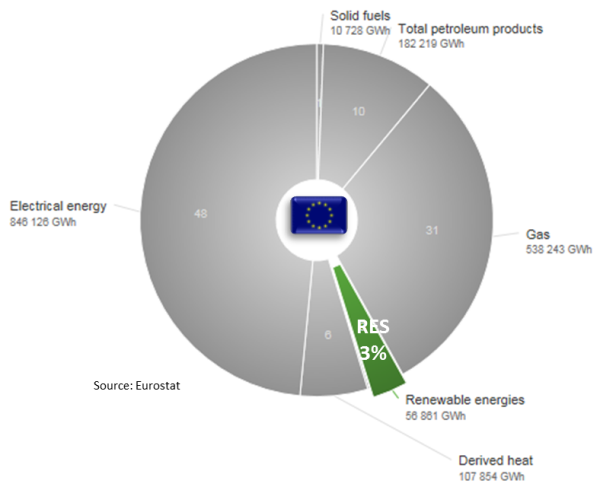 Solid fuels
10 728 GWh
Total petroleum products
182 219 GWh
1
10
Electrical energy
846 126 GWh
48
31
Gas
538 243 GWh
RES
3%
6
Source: Eurostat
Renewable energies
56 861 GWh
Derived heat
107 854 GWh